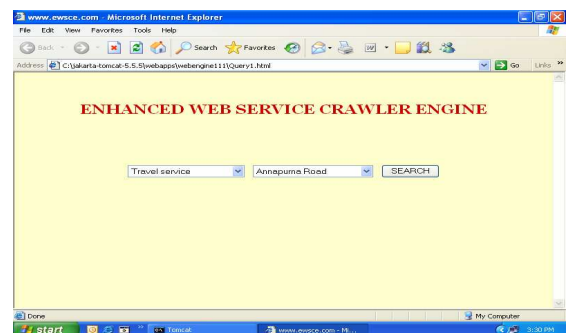 www.ewsce.com - Microsoft Internet Explorer
File Edit View Favorites Tools Help
Back Search Favorites
Address C:\jakarta-tomcat-5.5.5\webapps\webengine111\Query1.html Go Links »
ENHANCED WEB SERVICE CRAWLER ENGINE
Travel service Annapurna Road SEARCH
Done My Computer
start » Tomcat www.ewsce.com - Mi... 3:30 PM